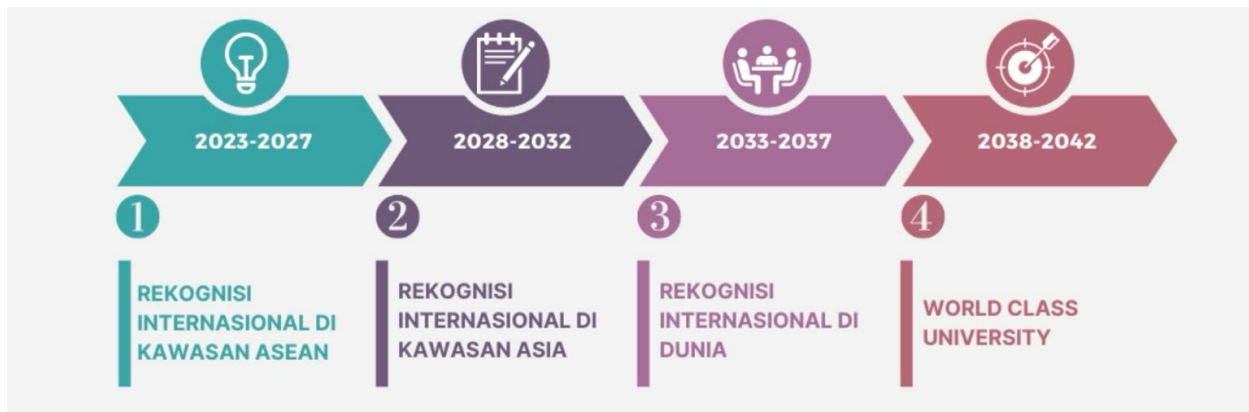 2023-2027
2028-2032
2033-2037
2038-2042
1
REKOGNISI
INTERNASIONAL DI
KAWASAN ASEAN
2
REKOGNISI
INTERNASIONAL DI
KAWASAN ASIA
3
REKOGNISI
INTERNASIONAL DI
DUNIA
4
WORLD CLASS
UNIVERSITY